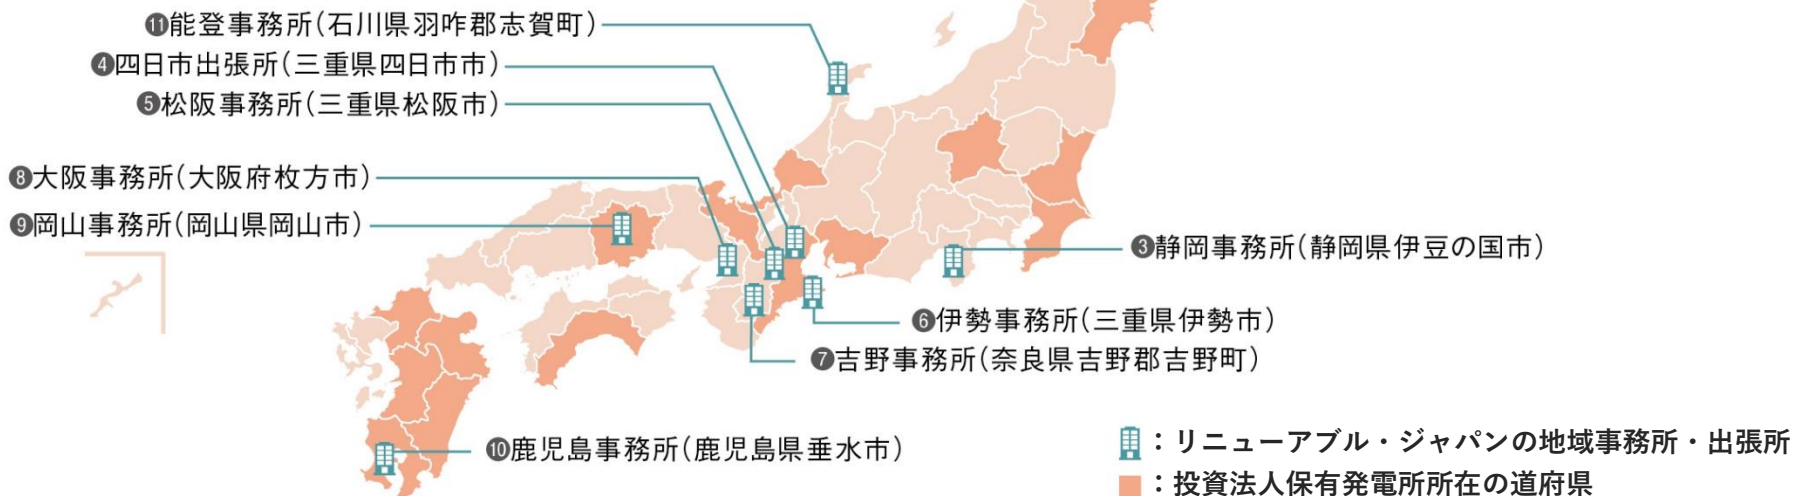 ⓫能登事務所(石川県羽咋郡志賀町)
❹四日市出張所(三重県四日市市)
❺松阪事務所(三重県松阪市)
❽大阪事務所(大阪府枚方市)
❾岡山事務所(岡山県岡山市)
❸静岡事務所(静岡県伊豆の国市)
❻伊勢事務所(三重県伊勢市)
❼吉野事務所(奈良県吉野郡吉野町)
❿鹿児島事務所(鹿児島県垂水市)
：リニューアブル・ジャパンの地域事務所・出張所
：投資法人保有発電所所在の道府県